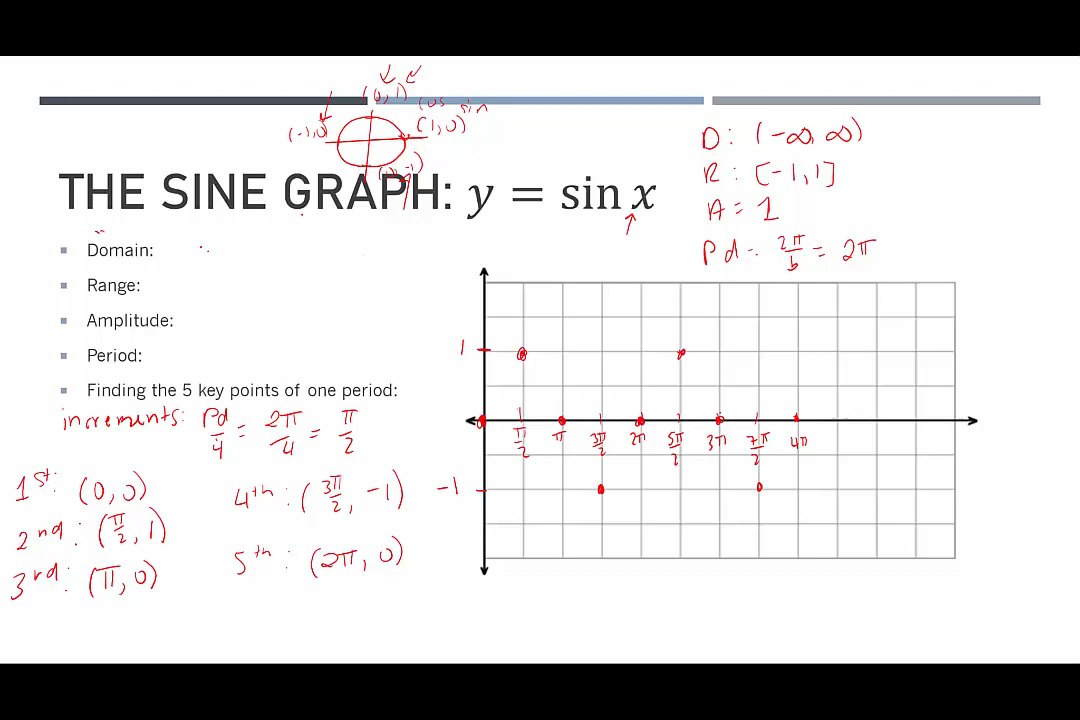 (0, 1)
cos
sin
(-1, 0)
(1, 0)
D: (-∞, ∞)
R: [-1, 1]
THE SINE GRAPH: y = sin x
A = 1
Domain:
Pd = 2π/b = 2π
Range:
Amplitude:
Period:
1
Finding the 5 key points of one period:
increments: Pd/4 = 2π/4 = π/2
π/2 π 3π/2 2π 5π/2 3π 7π/2 4π
1st: (0, 0)
4th: (3π/2, -1)
-1
2nd: (π/2, 1)
5th: (2π, 0)
3rd: (π, 0)